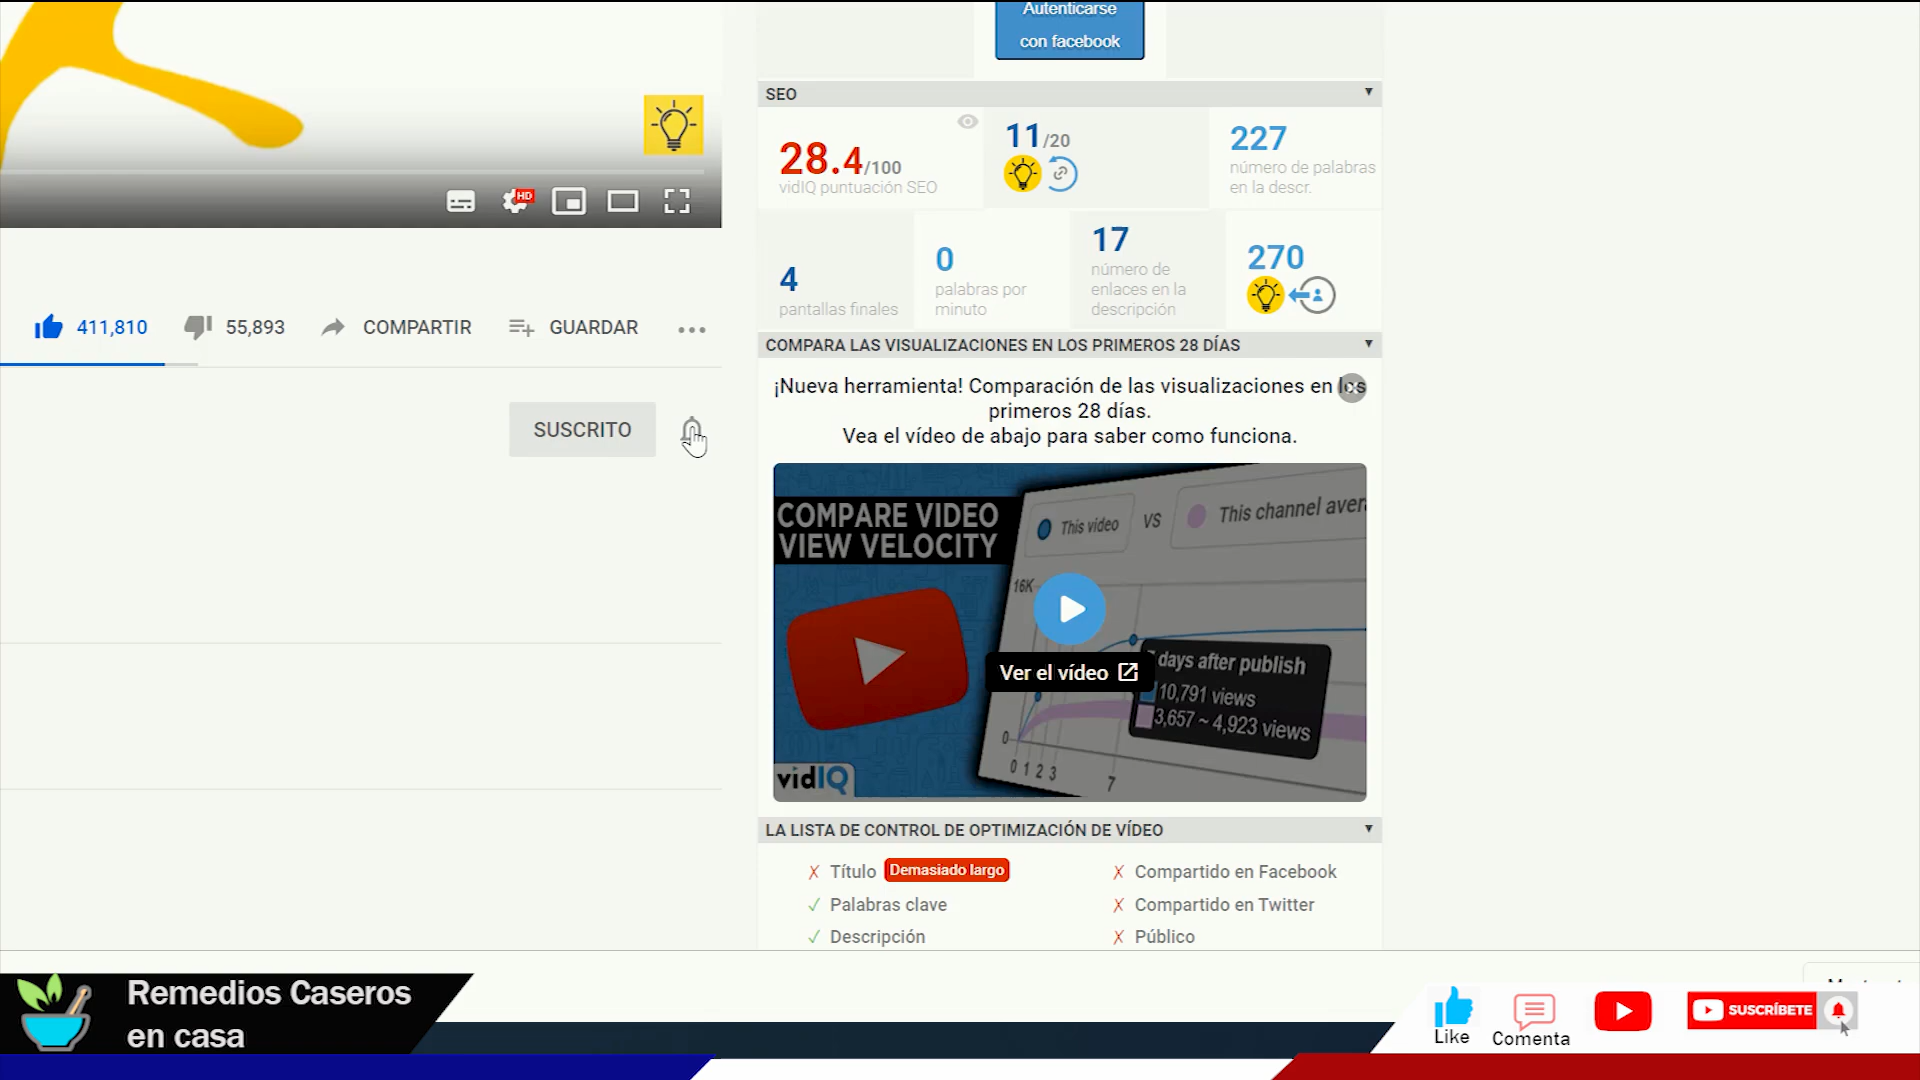 Autenticarse
con facebook
SEO
28.4/100
vidIQ puntuación SEO
11/20
227
número de palabras
en la descr.
4
pantallas finales
0
palabras por
minuto
17
número de
enlaces en la
descripción
270
HD
411,810
55,893
COMPARTIR
GUARDAR
SUSCRITO
COMPARA LAS VISUALIZACIONES EN LOS PRIMEROS 28 DÍAS
¡Nueva herramienta! Comparación de las visualizaciones en los
primeros 28 días.
Vea el vídeo de abajo para saber como funciona.
COMPARE VIDEO
VIEW VELOCITY
This video
VS
This channel aver
16K
Ver el vídeo
days after publish
10,791 views
3,657 ~ 4,923 views
0
0 1 2 3
7
vidIQ
LA LISTA DE CONTROL DE OPTIMIZACIÓN DE VÍDEO
Título Demasiado largo
Palabras clave
Descripción
Compartido en Facebook
Compartido en Twitter
Público
Remedios Caseros
en casa
Like
Comenta
SUSCRÍBETE